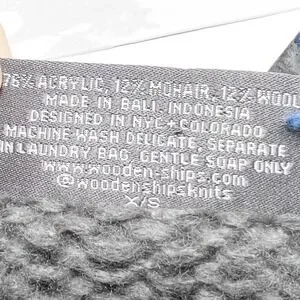 76% ACRYLIC, 12% MOHAIR, 12% WOOL
MADE IN BALI, INDONESIA
DESIGNED IN NYC+COLORADO
MACHINE WASH DELICATE, SEPARATE
IN LAUNDRY BAG, GENTLE SOAP ONLY
www.wooden-ships.com
@woodenshipsknits
X/S